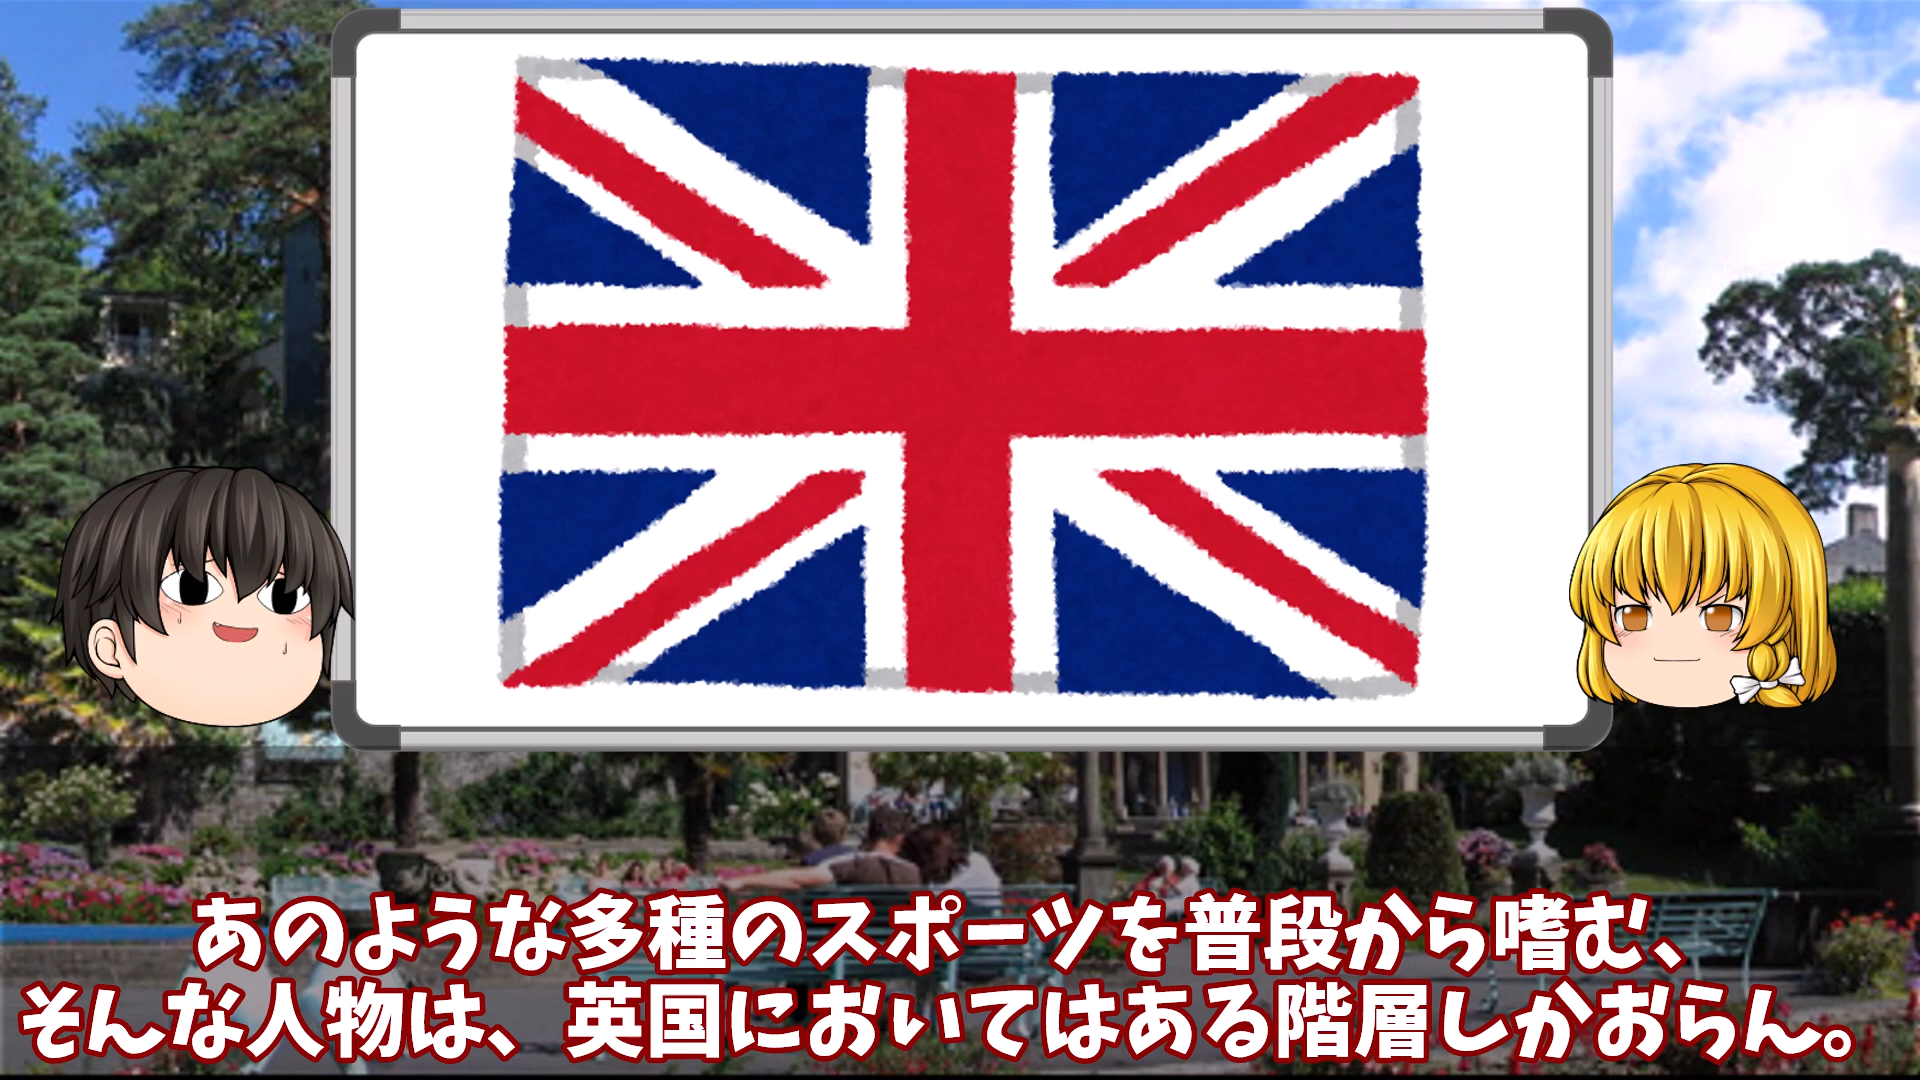 あのような多種のスポーツを普段から嗜む、
そんな人物は、英国においてはある階層しかおらん。